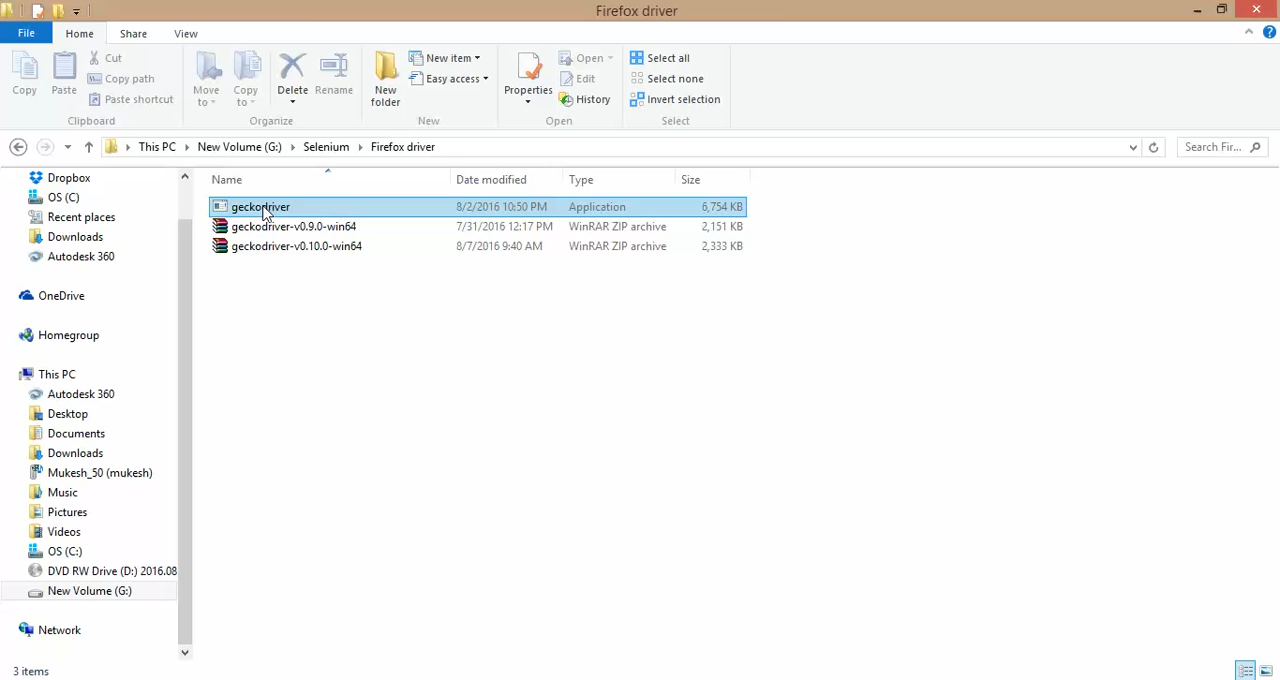 Firefox driver
File Home Share View
Copy
Paste
Cut
Copy path
Paste shortcut
Clipboard
Move to
Copy to
Delete
Rename
Organize
New folder
New item
Easy access
New
Properties
Open
Edit
History
Open
Select all
Select none
Invert selection
Select
This PC New Volume (G:) Selenium Firefox driver
Search Fir...
Dropbox
OS (C)
Recent places
Downloads
Autodesk 360
OneDrive
Homegroup
This PC
Autodesk 360
Desktop
Documents
Downloads
Mukesh_50 (mukesh)
Music
Pictures
Videos
OS (C:)
DVD RW Drive (D:) 2016.08
New Volume (G:)
Network
Name Date modified Type Size
geckodriver 8/2/2016 10:50 PM Application 6,754 KB
geckodriver-v0.9.0-win64 7/31/2016 12:17 PM WinRAR ZIP archive 2,151 KB
geckodriver-v0.10.0-win64 8/7/2016 9:40 AM WinRAR ZIP archive 2,333 KB
3 items